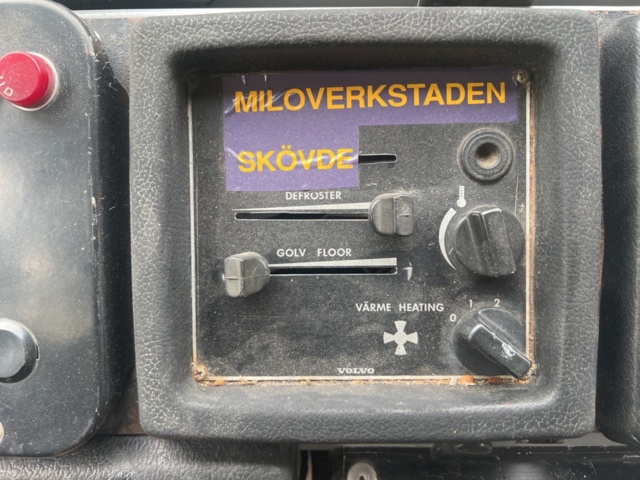 MILOVERKSTADEN
SKÖVDE
DEFROSTER
GOLV FLOOR
VÄRME HEATING
0 1 2
VOLVO